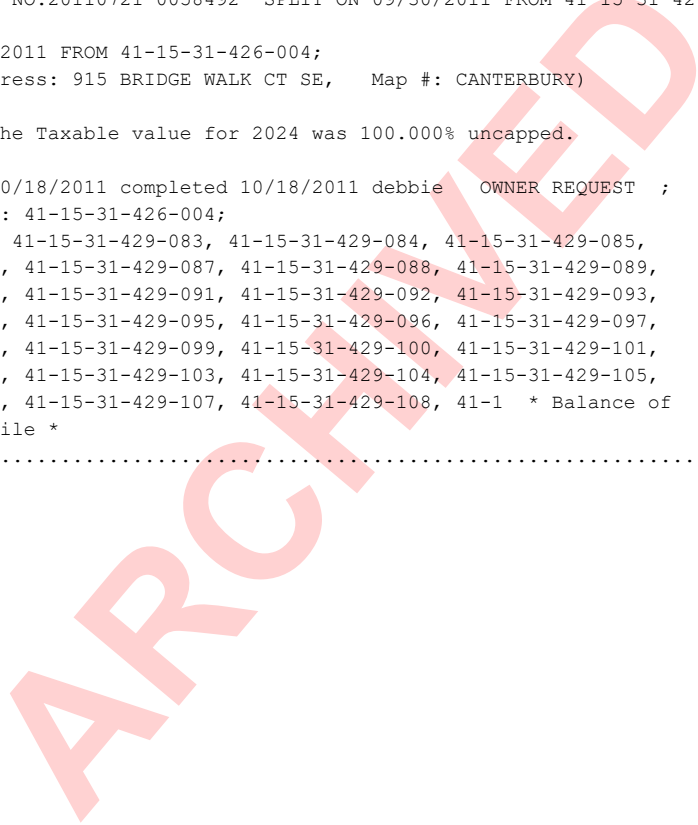 NO.20110721-0058492 SPLIT ON 09/30/2011 FROM 41-15-31-42
2011 FROM 41-15-31-426-004;
ress: 915 BRIDGE WALK CT SE, Map #: CANTERBURY)
he Taxable value for 2024 was 100.000% uncapped.
0/18/2011 completed 10/18/2011 debbie OWNER REQUEST ;
: 41-15-31-426-004;
41-15-31-429-083, 41-15-31-429-084, 41-15-31-429-085,
, 41-15-31-429-087, 41-15-31-429-088, 41-15-31-429-089,
, 41-15-31-429-091, 41-15-31-429-092, 41-15-31-429-093,
, 41-15-31-429-095, 41-15-31-429-096, 41-15-31-429-097,
, 41-15-31-429-099, 41-15-31-429-100, 41-15-31-429-101,
, 41-15-31-429-103, 41-15-31-429-104, 41-15-31-429-105,
, 41-15-31-429-107, 41-15-31-429-108, 41-1 * Balance of
ile *
.........................................................
ARCHIVED